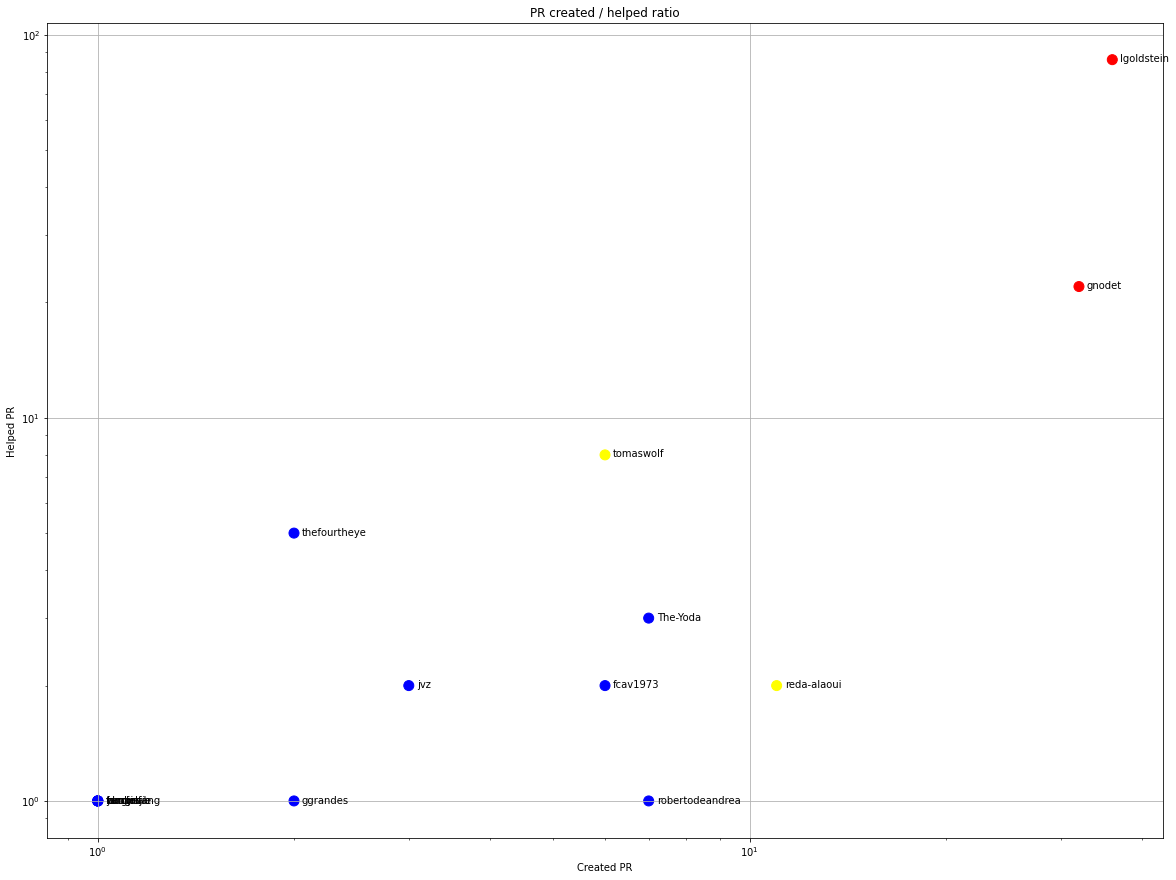 PR created / helped ratio
10²
lgoldstein
gnodet
10¹
Helped PR
tomaswolf
thefourtheye
The-Yoda
jvz
fcav1973
reda-alaoui
10⁰
ggrandes
robertodeandrea
10⁰
10¹
Created PR